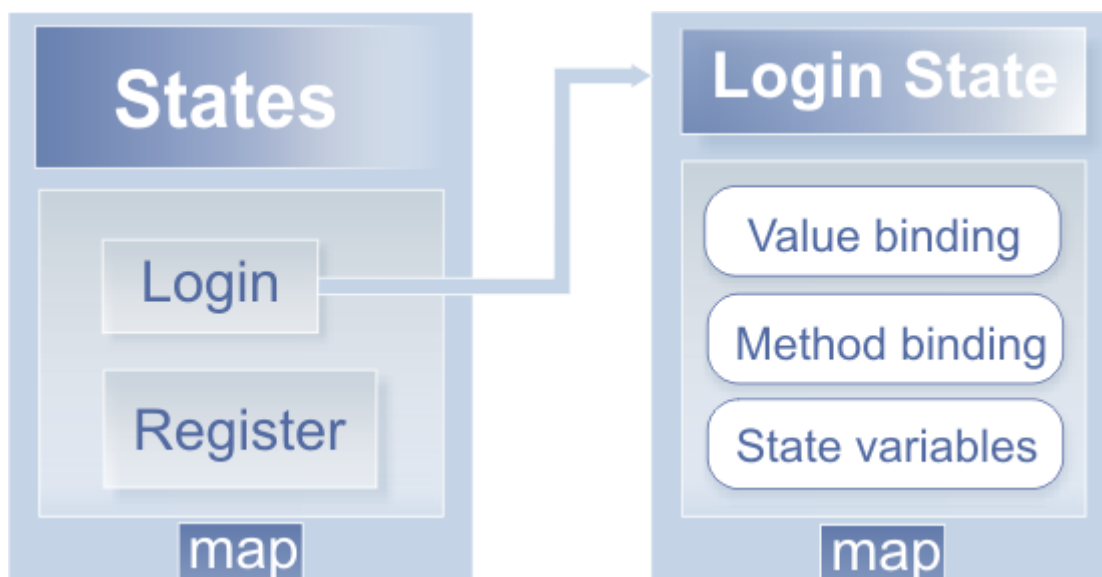 States
Login
Register
map
Login State
Value binding
Method binding
State variables
map